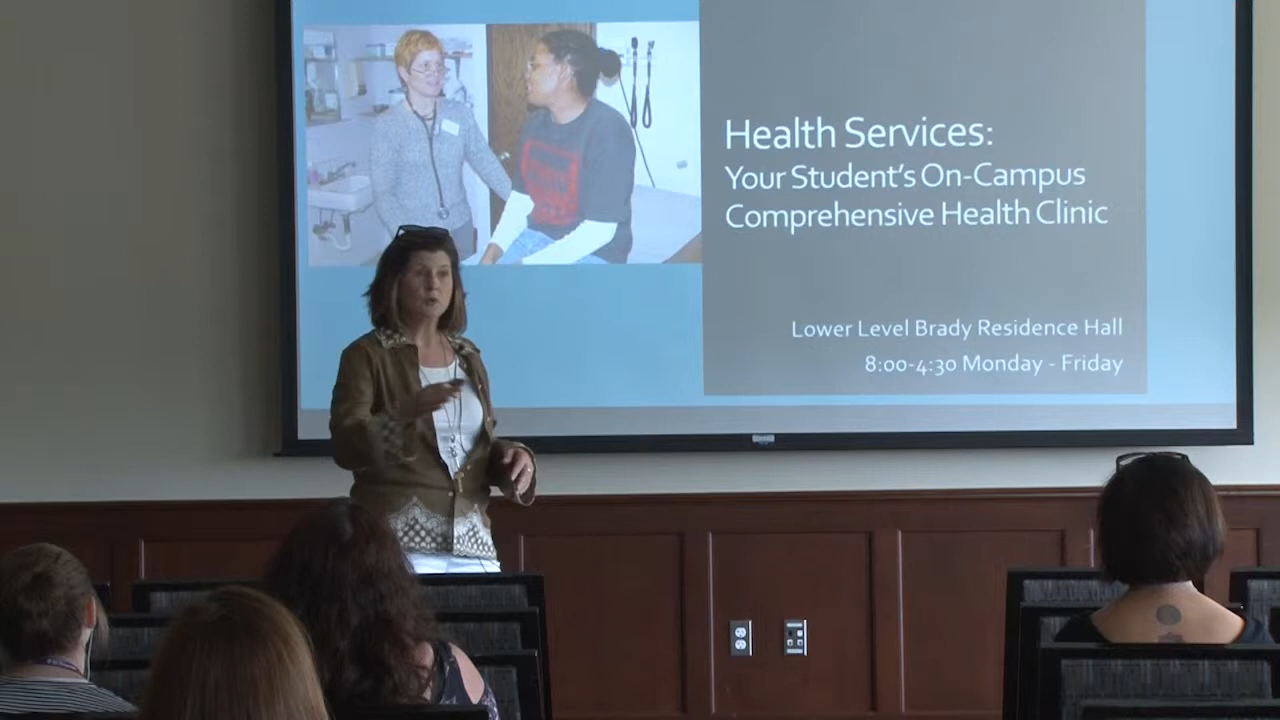 Health Services:
Your Student's On-Campus
Comprehensive Health Clinic
Lower Level Brady Residence Hall
8:00-4:30 Monday - Friday